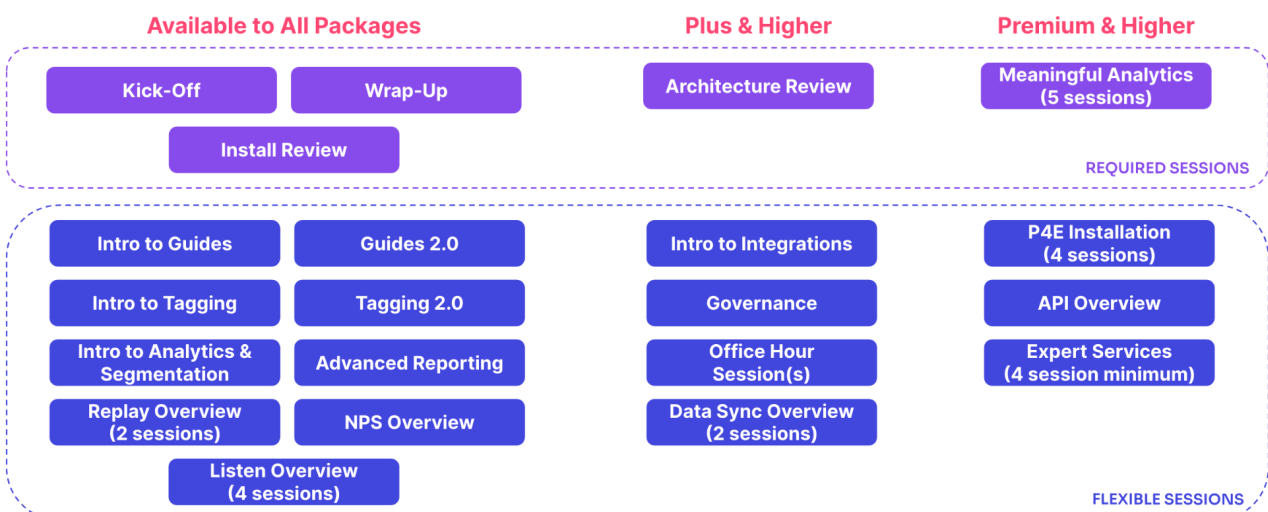 Available to All Packages
Plus & Higher
Premium & Higher
Kick-Off
Wrap-Up
Architecture Review
Meaningful Analytics
(5 sessions)
Install Review
REQUIRED SESSIONS
Intro to Guides
Guides 2.0
Intro to Integrations
P4E Installation
(4 sessions)
Intro to Tagging
Tagging 2.0
Governance
API Overview
Intro to Analytics &
Segmentation
Advanced Reporting
Office Hour
Session(s)
Expert Services
(4 session minimum)
Replay Overview
(2 sessions)
NPS Overview
Data Sync Overview
(2 sessions)
Listen Overview
(4 sessions)
FLEXIBLE SESSIONS